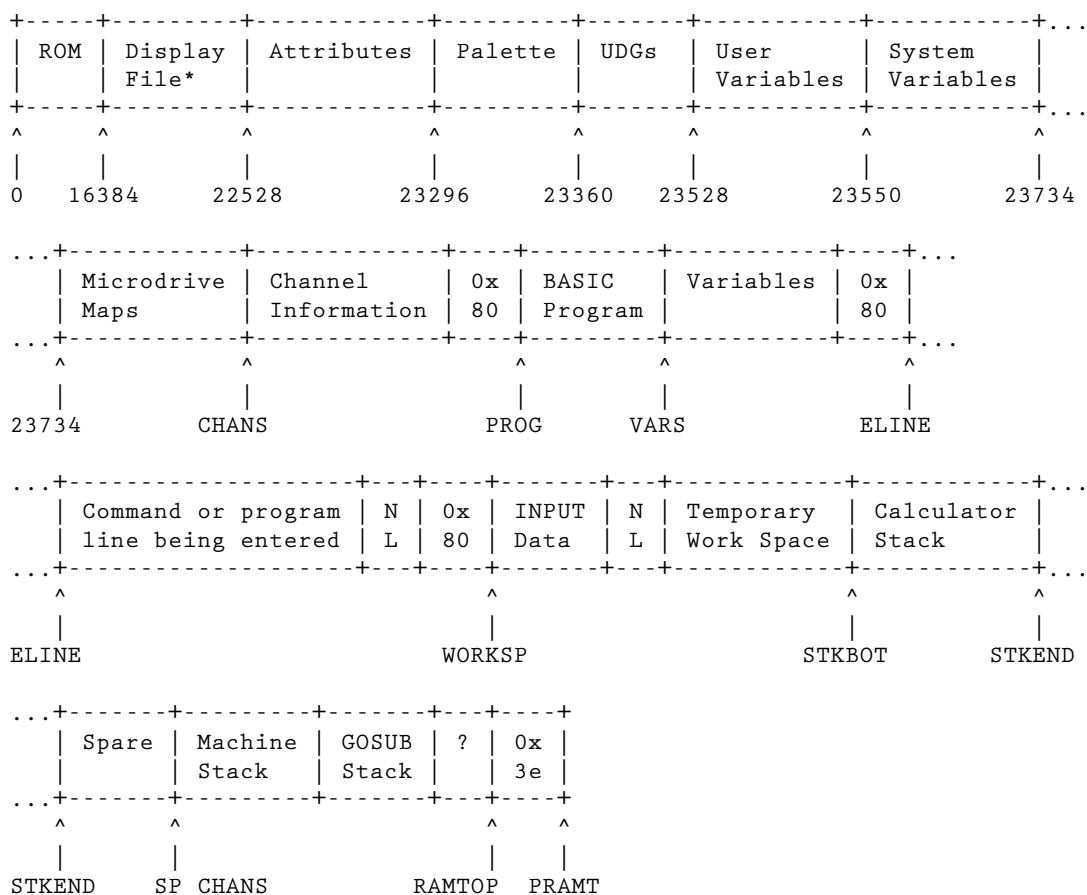 +-----+---------+------------+---------+-------+-----------+-----------+...
| ROM | Display | Attributes | Palette | UDGs  | User      | System    |
|     | File*   |            |         |       | Variables | Variables |
+-----+---------+------------+---------+-------+-----------+-----------+...
^     ^         ^            ^         ^       ^           ^           ^
|     |         |            |         |       |           |           |
0   16384     22528        23296     23360   23528       23550       23734
...+-----------+-------------+----+---------+-----------+----+...
   | Microdrive | Channel     | 0x | BASIC   | Variables | 0x |
   | Maps       | Information | 80 | Program |           | 80 |
...+------------+-------------+----+---------+-----------+----+...
   ^            ^                  ^         ^                ^
   |            |                  |         |                |
23734         CHANS              PROG      VARS             ELINE
...+--------------------+---+----+-------+---+------------+------------+...
   | Command or program | N | 0x | INPUT | N | Temporary  | Calculator |
   | line being entered | L | 80 | Data  | L | Work Space | Stack      |
...+--------------------+---+----+-------+---+------------+------------+...
   ^                             ^                        ^            ^
   |                             |                        |            |
ELINE                         WORKSP                   STKBOT       STKEND
...+-------+---------+-------+---+----+
   | Spare | Machine | GOSUB | ? | 0x |
   |       | Stack   | Stack |   | 3e |
...+-------+---------+-------+---+----+
   ^       ^                     ^    ^
   |       |                     |    |
STKEND    SP CHANS          RAMTOP  PRAMT